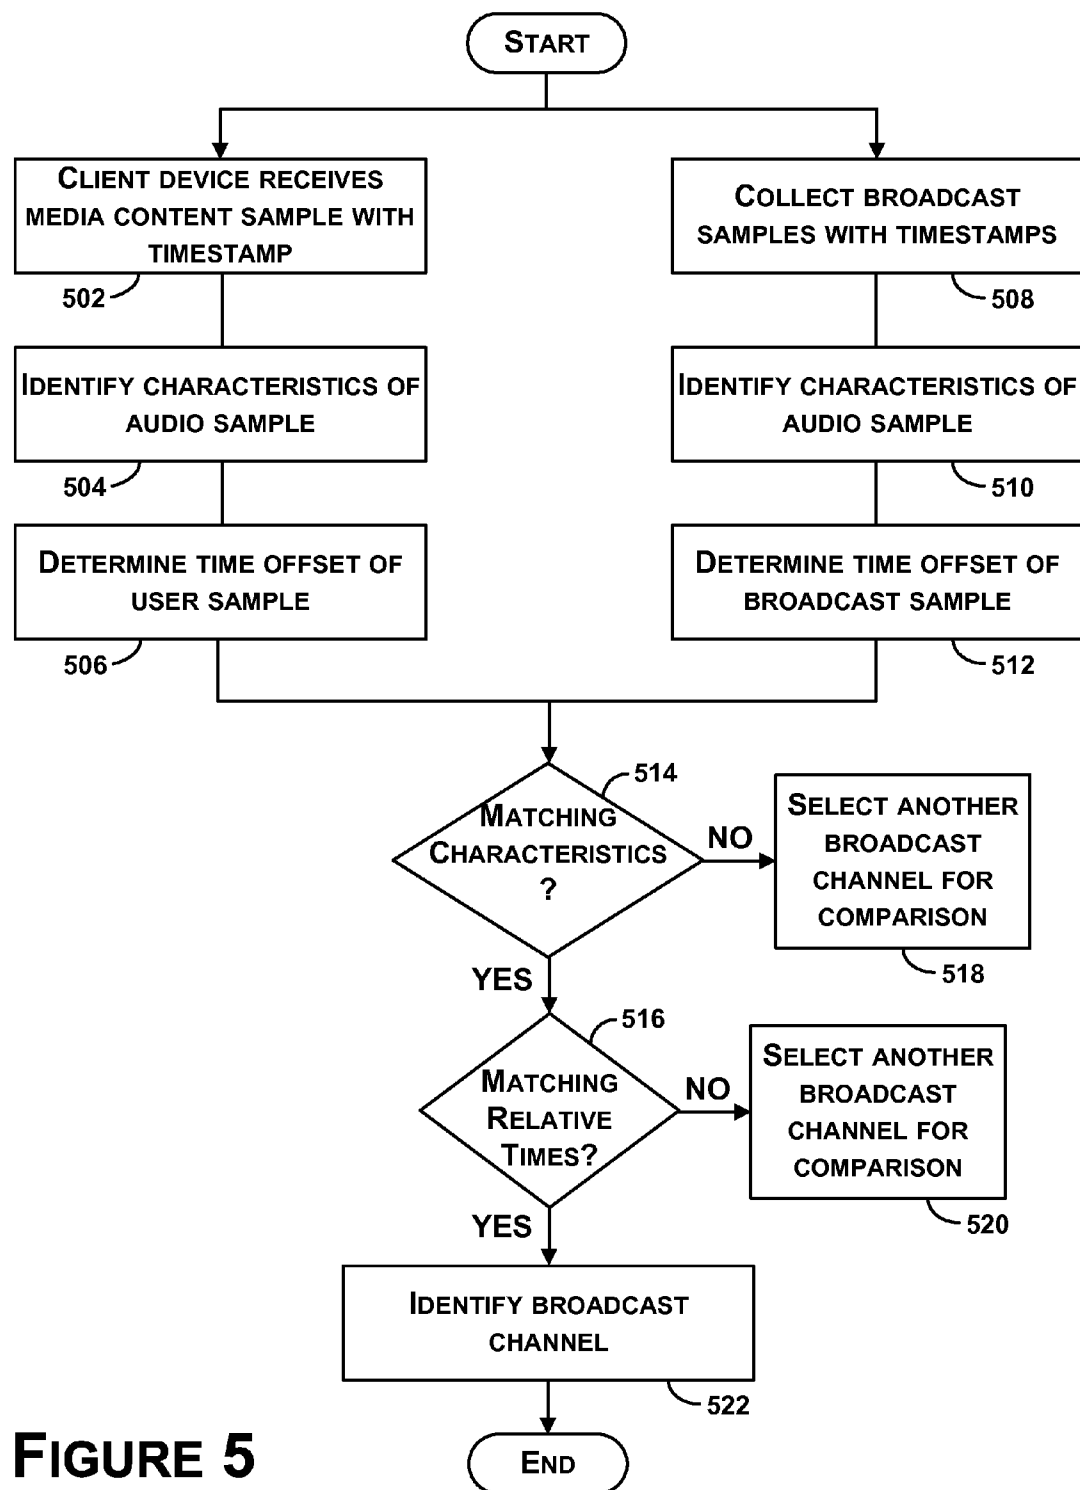 START
CLIENT DEVICE RECEIVES
MEDIA CONTENT SAMPLE WITH
TIMESTAMP
502
IDENTIFY CHARACTERISTICS OF
AUDIO SAMPLE
504
DETERMINE TIME OFFSET OF
USER SAMPLE
506
COLLECT BROADCAST
SAMPLES WITH TIMESTAMPS
508
IDENTIFY CHARACTERISTICS OF
AUDIO SAMPLE
510
DETERMINE TIME OFFSET OF
BROADCAST SAMPLE
512
514
MATCHING
CHARACTERISTICS
?
NO
SELECT ANOTHER
BROADCAST
CHANNEL FOR
COMPARISON
518
YES
516
MATCHING
RELATIVE
TIMES?
NO
SELECT ANOTHER
BROADCAST
CHANNEL FOR
COMPARISON
520
YES
IDENTIFY BROADCAST
CHANNEL
522
END
FIGURE 5